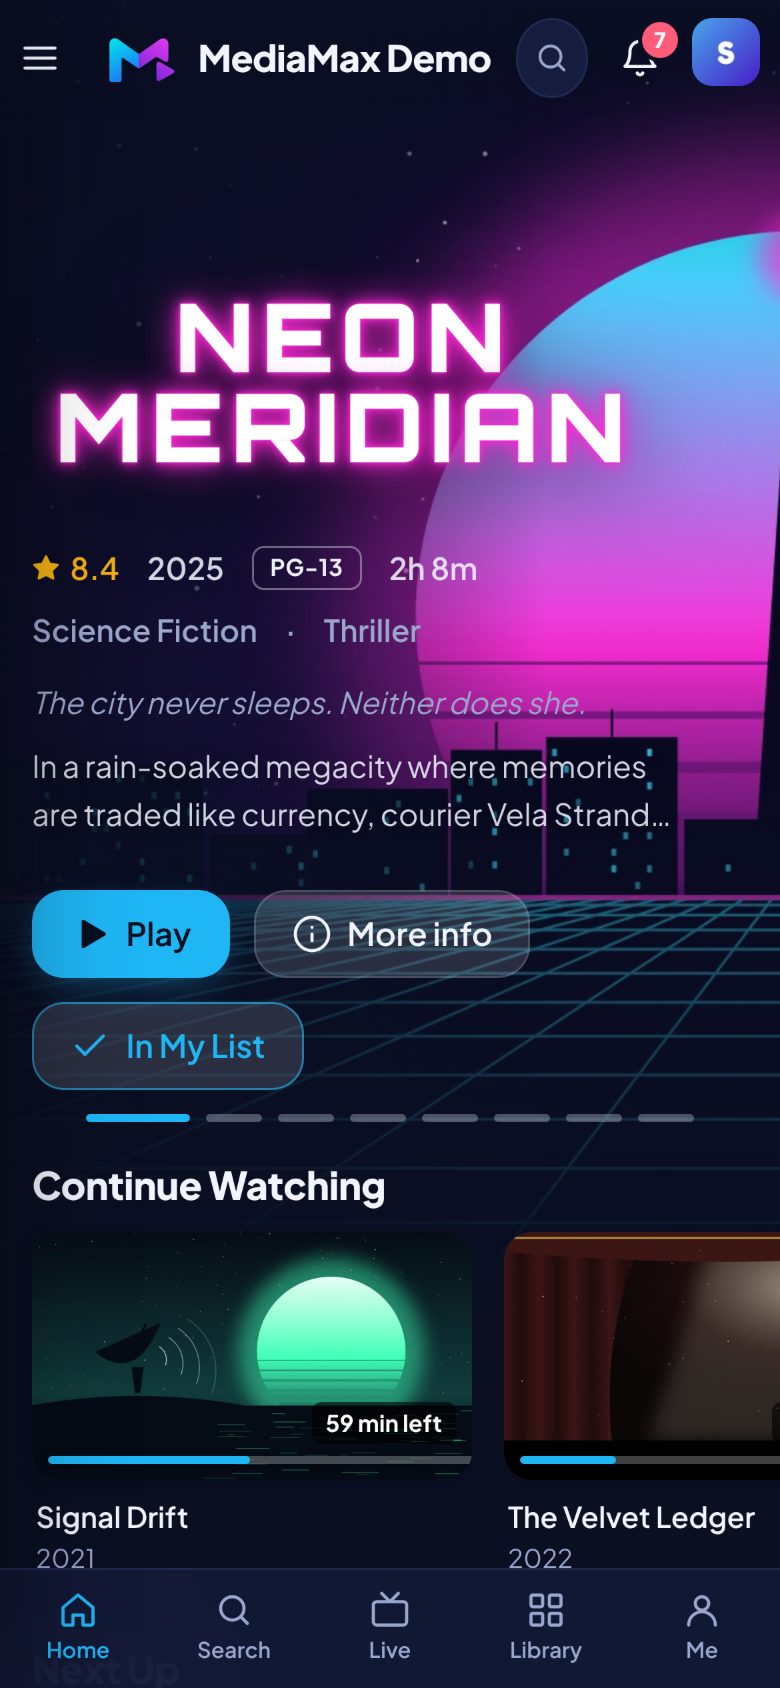 MediaMax Demo
7
S
NEON
MERIDIAN
8.4 2025 PG-13 2h 8m
Science Fiction · Thriller
The city never sleeps. Neither does she.
In a rain-soaked megacity where memories
are traded like currency, courier Vela Strand...
Play
More info
In My List
Continue Watching
59 min left
Signal Drift
2021
The Velvet Ledger
2022
Next Up
Home
Search
Live
Library
Me